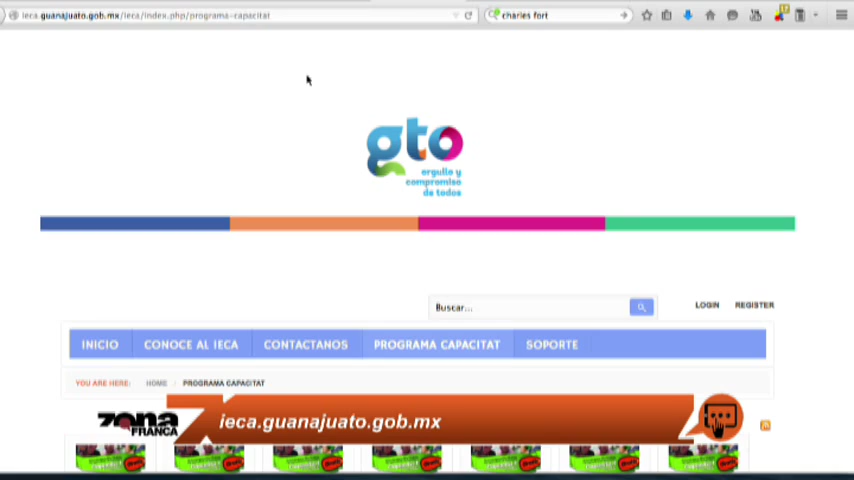 ieca.guanajuato.gob.mx/ieca/index.php/programa-capacitat
charles fort
gto
orgullo y
compromiso
de todos
Buscar...
LOGIN REGISTER
INICIO CONOCE AL IECA CONTACTANOS PROGRAMA CAPACITAT SOPORTE
YOU ARE HERE: HOME / PROGRAMA CAPACITAT
ZONA
FRANCA
ieca.guanajuato.gob.mx